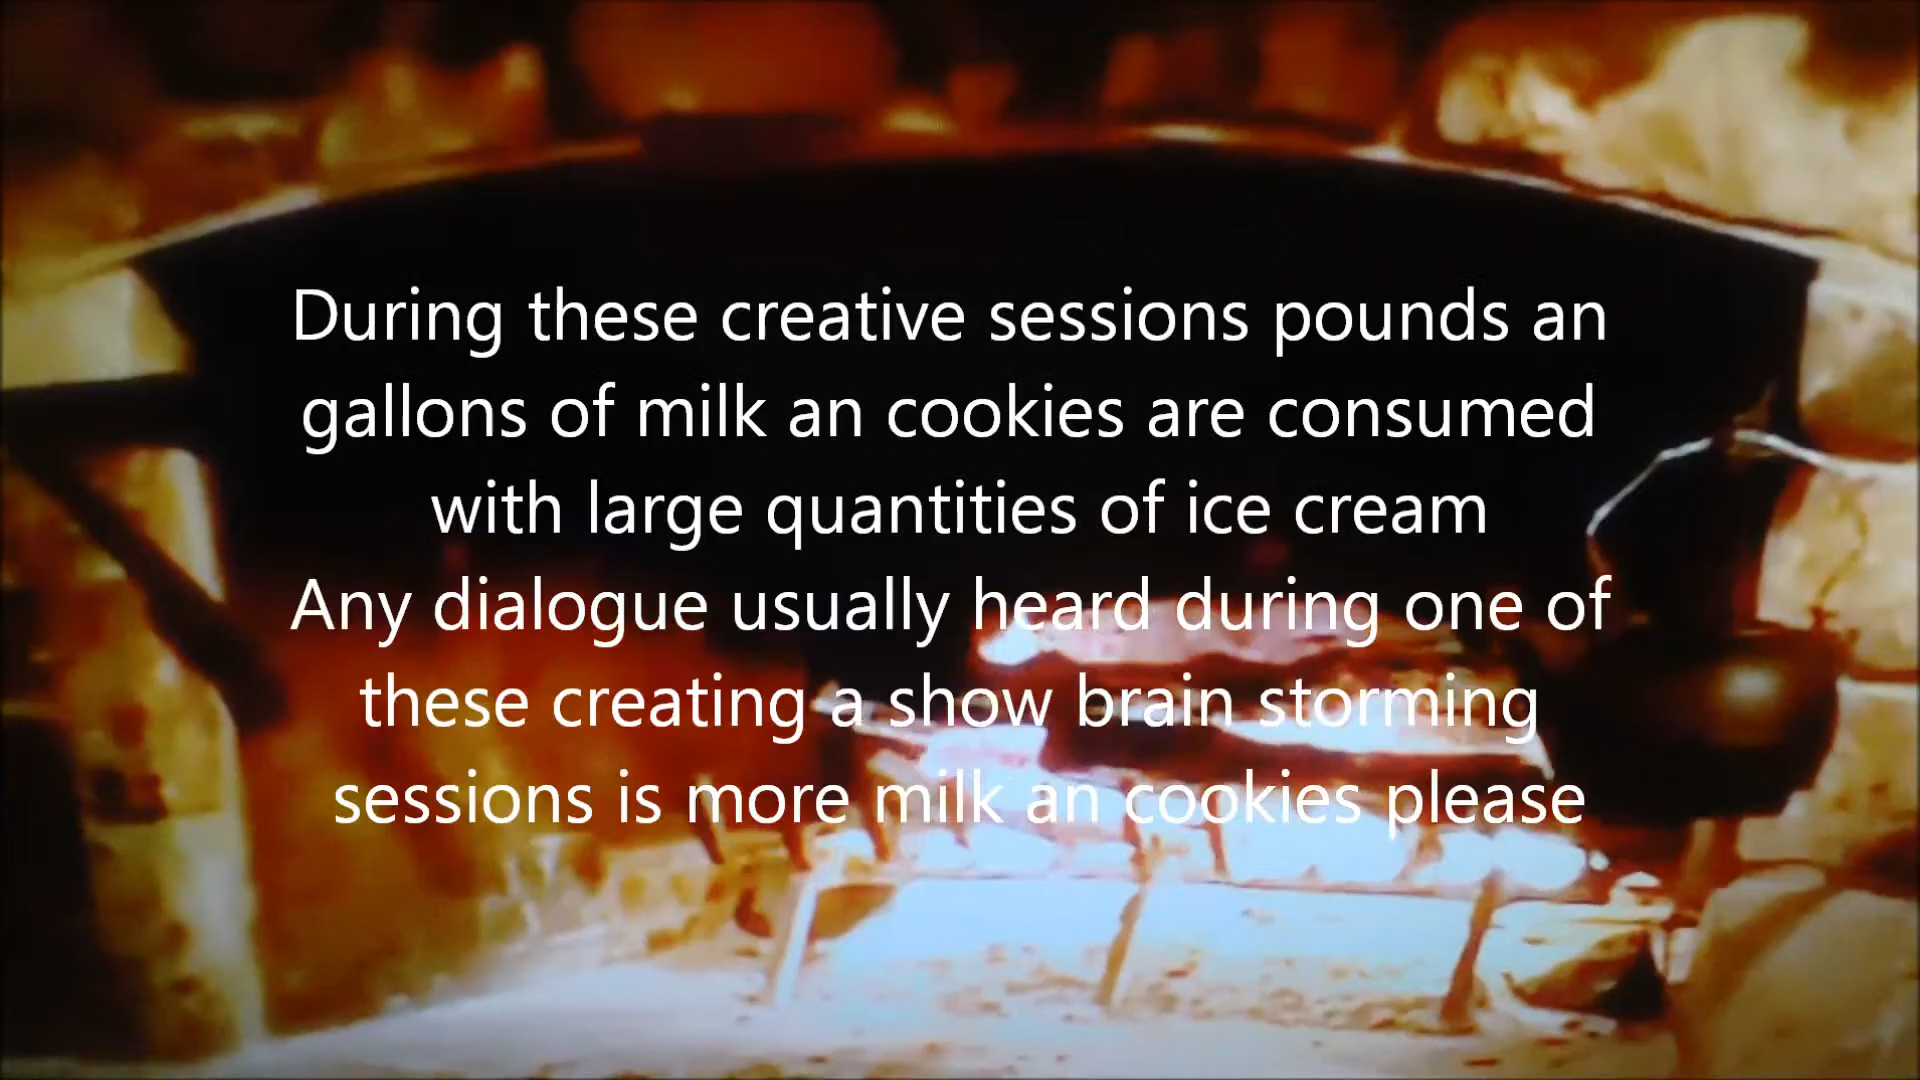 During these creative sessions pounds an
gallons of milk an cookies are consumed
with large quantities of ice cream
Any dialogue usually heard during one of
these creating a show brain storming
sessions is more milk an cookies please